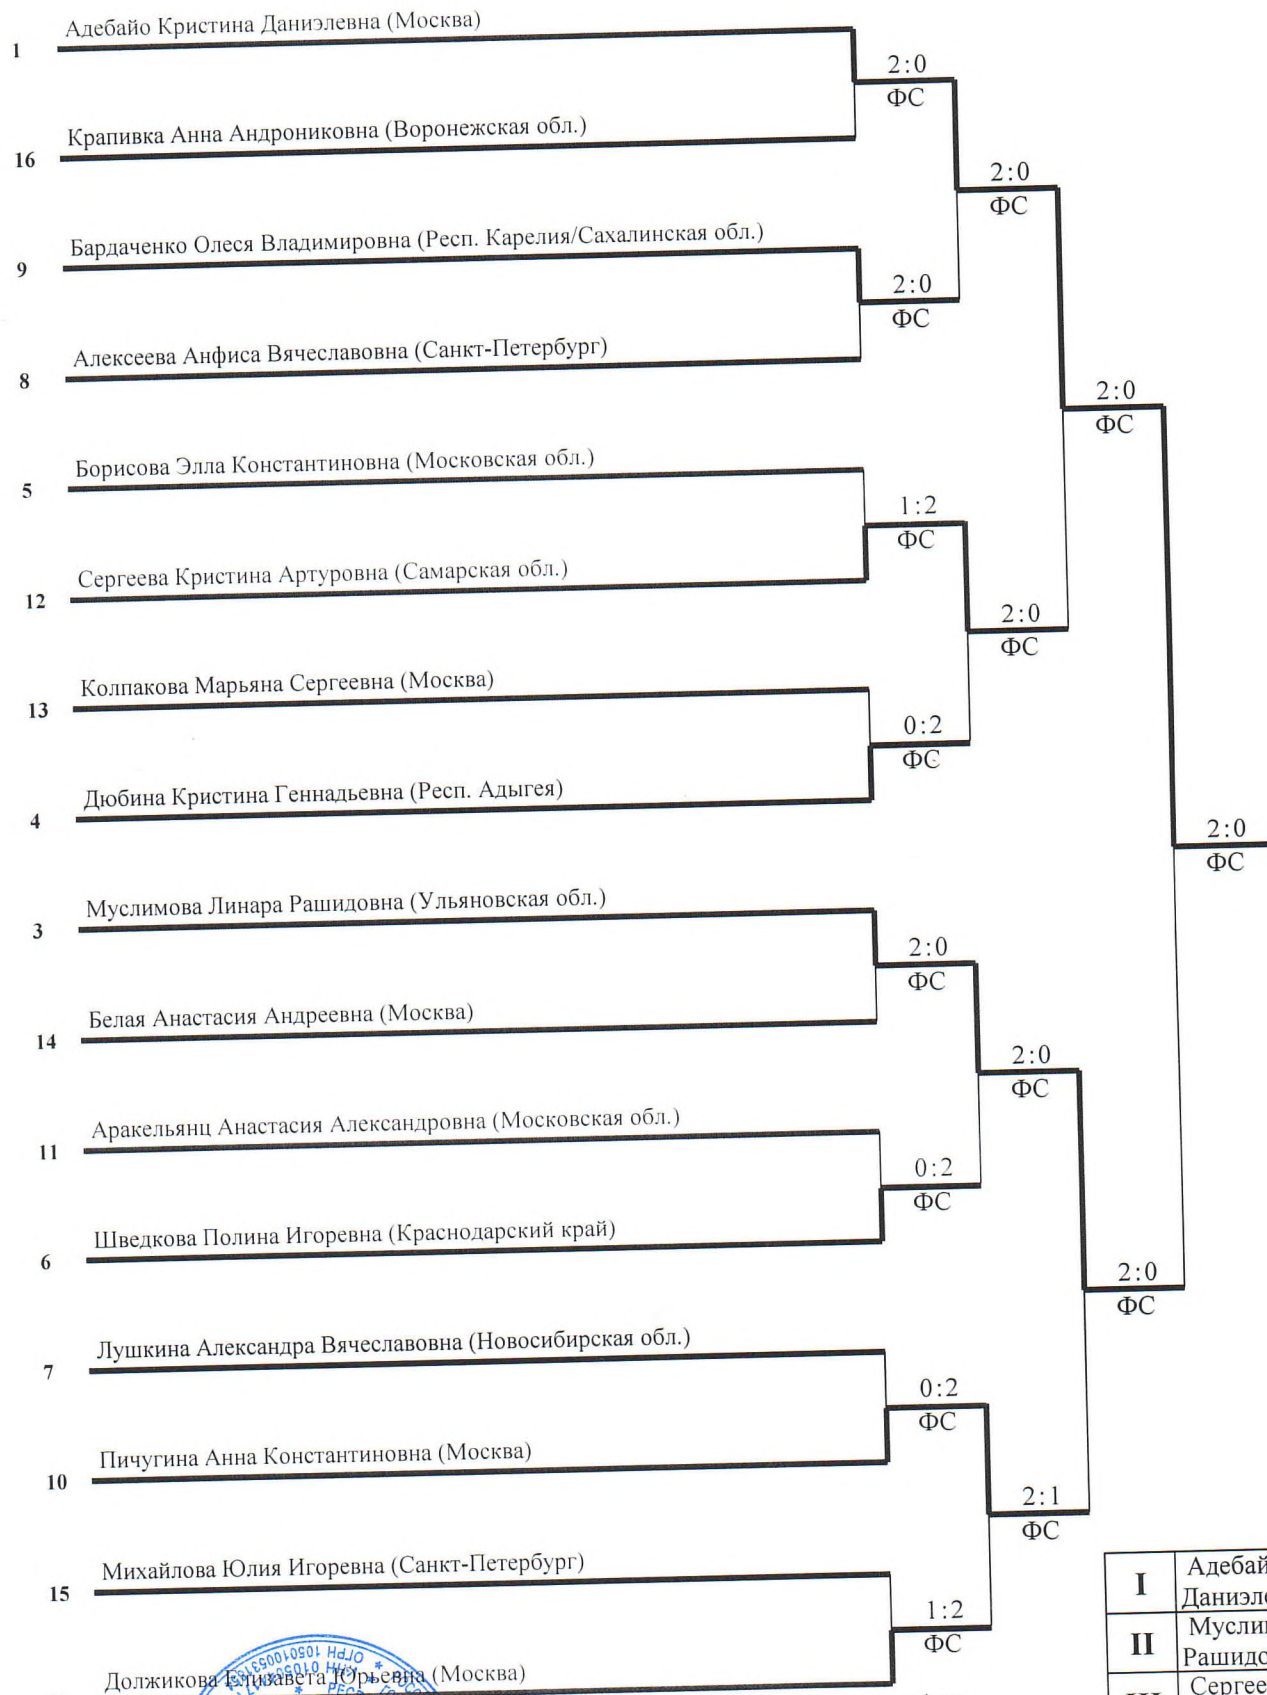 Адебайо Кристина Даниэлевна (Москва)
1
2:0
ФС
Крапивка Анна Андрониковна (Воронежская обл.)
16
2:0
ФС
Бардаченко Олеся Владимировна (Респ. Карелия/Сахалинская обл.)
9
2:0
ФС
Алексеева Анфиса Вячеславовна (Санкт-Петербург)
8
2:0
ФС
Борисова Элла Константиновна (Московская обл.)
5
1:2
ФС
Сергеева Кристина Артуровна (Самарская обл.)
12
2:0
ФС
Колпакова Марьяна Сергеевна (Москва)
13
0:2
ФС
Дюбина Кристина Геннадьевна (Респ. Адыгея)
4
2:0
ФС
Муслимова Линара Рашидовна (Ульяновская обл.)
3
2:0
ФС
Белая Анастасия Андреевна (Москва)
14
2:0
ФС
Аракельянц Анастасия Александровна (Московская обл.)
11
0:2
ФС
Шведкова Полина Игоревна (Краснодарский край)
6
2:0
ФС
Лушкина Александра Вячеславовна (Новосибирская обл.)
7
0:2
ФС
Пичугина Анна Константиновна (Москва)
10
2:1
ФС
Михайлова Юлия Игоревна (Санкт-Петербург)
15
1:2
ФС
Должикова Елизавета Юрьевна (Москва)
I
Адебай
Даниэл
II
Мусли
Рашидо
Сергее